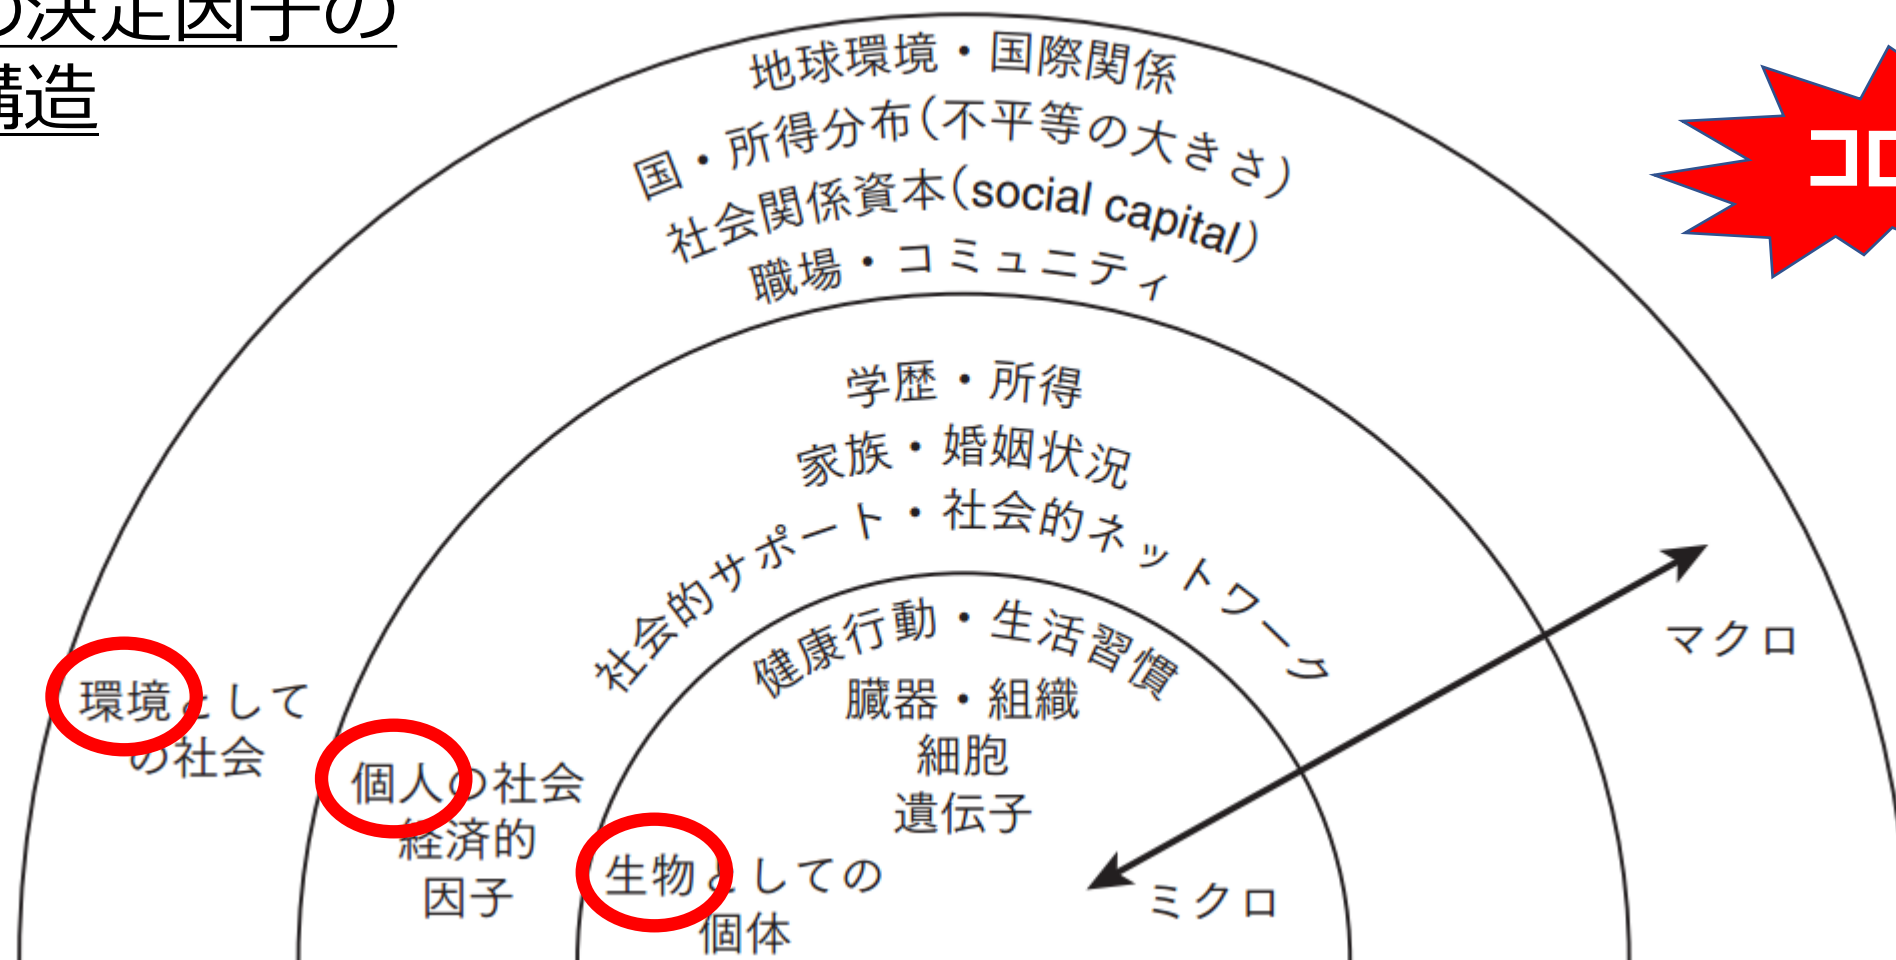 の決定因子の
構造
地球環境・国際関係
国・所得分布(不平等の大きさ)
社会関係資本(social capital)
職場・コミュニティ
学歴・所得
家族・婚姻状況
社会的サポート・社会的ネットワーク
健康行動・生活習慣
臓器・組織
細胞
遺伝子
環境として
の社会
個人の社会
経済的
因子
生物としての
個体
マクロ
ミクロ
コ